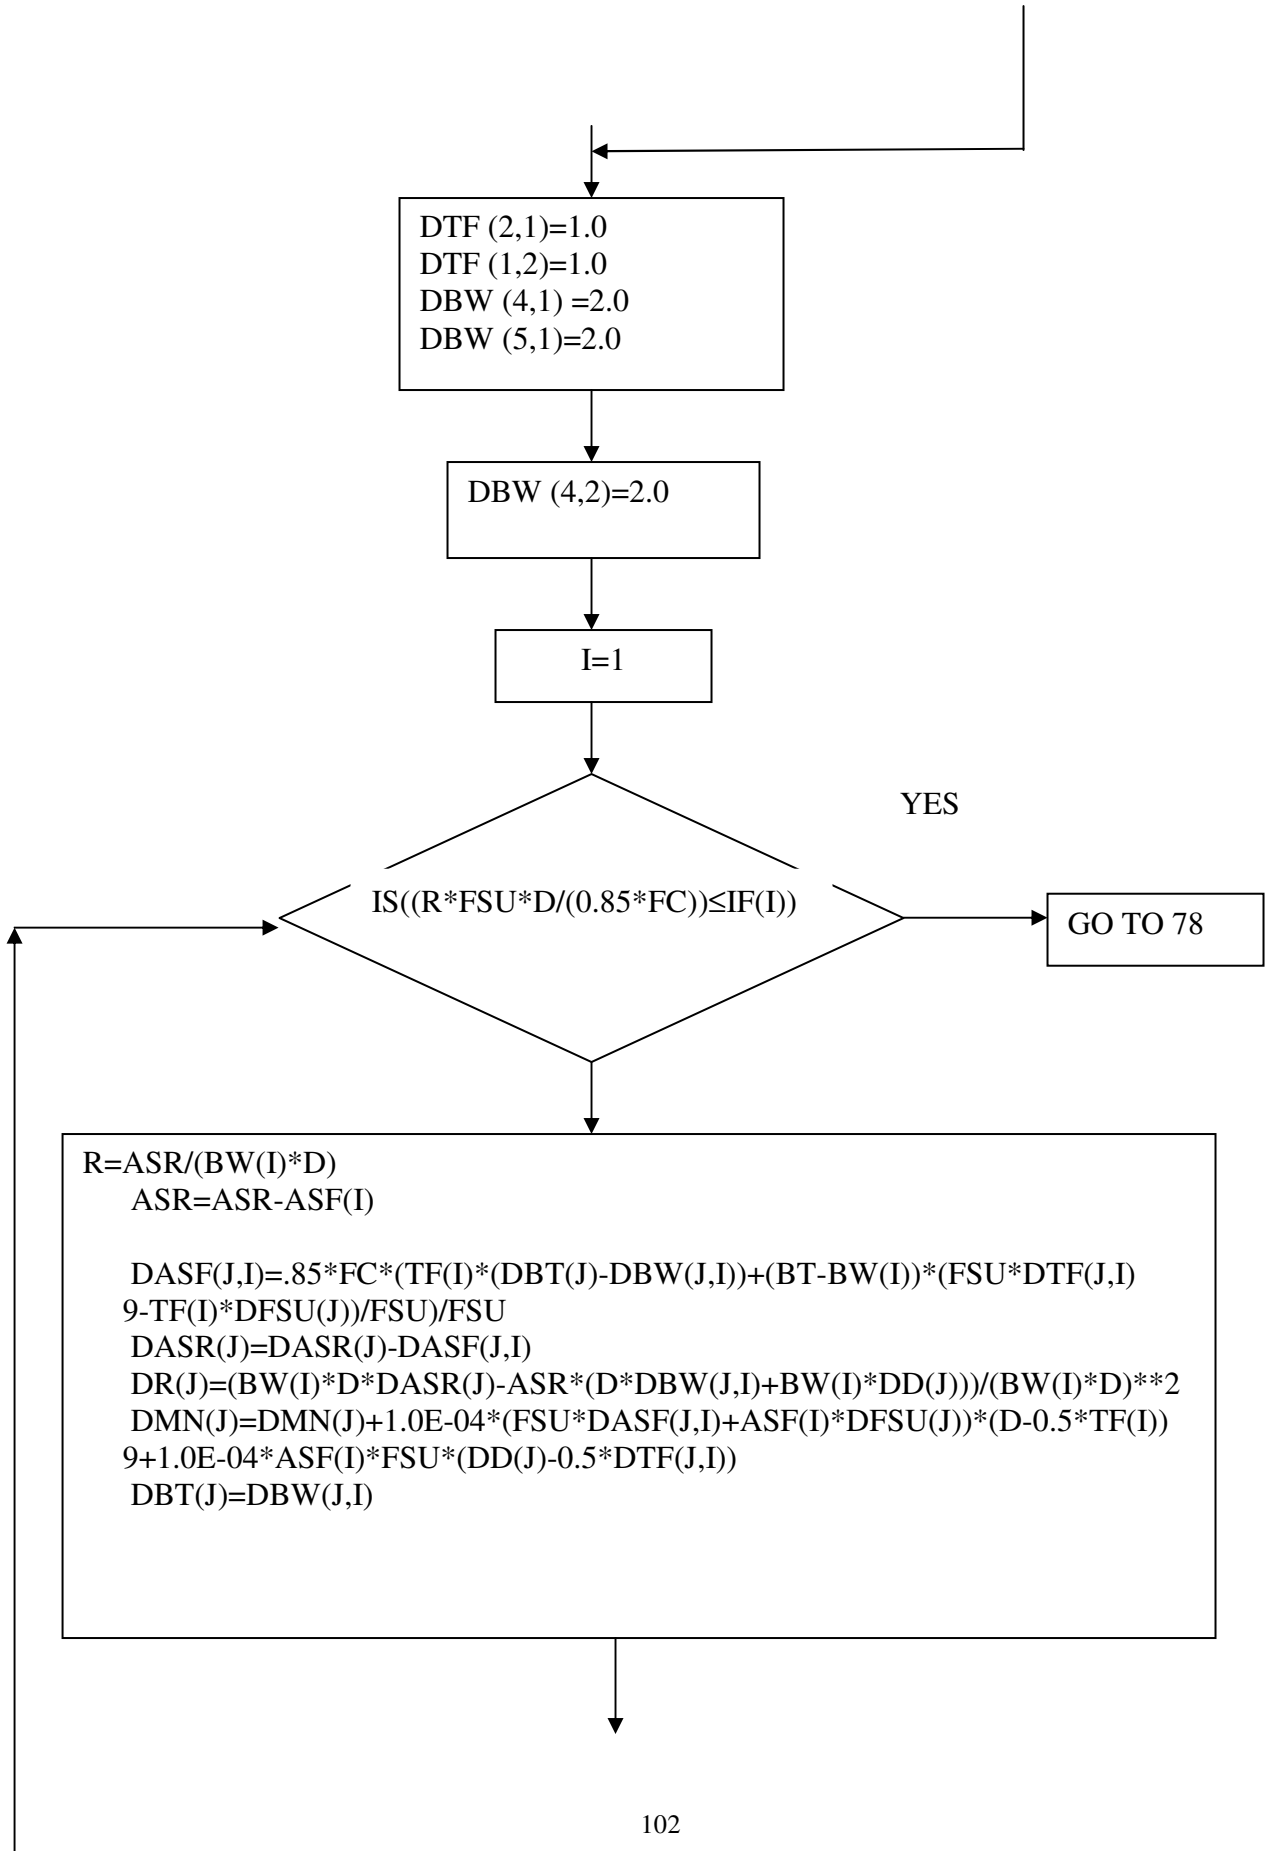 DTF (2,1)=1.0
DTF (1,2)=1.0
DBW (4,1) =2.0
DBW (5,1)=2.0
DBW (4,2)=2.0
I=1
YES
IS((R*FSU*D/(0.85*FC))≤IF(I))
GO TO 78
R=ASR/(BW(I)*D)
ASR=ASR-ASF(I)
DASF(J,I)=.85*FC*(TF(I)*(DBT(J)-DBW(J,I))+(BT-BW(I))*(FSU*DTF(J,I)
9-TF(I)*DFSU(J))/FSU)/FSU
DASR(J)=DASR(J)-DASF(J,I)
DR(J)=(BW(I)*D*DASR(J)-ASR*(D*DBW(J,I)+BW(I)*DD(J)))/(BW(I)*D)**2
DMN(J)=DMN(J)+1.0E-04*(FSU*DASF(J,I)+ASF(I)*DFSU(J))*(D-0.5*TF(I))
9+1.0E-04*ASF(I)*FSU*(DD(J)-0.5*DTF(J,I))
DBT(J)=DBW(J,I)
102